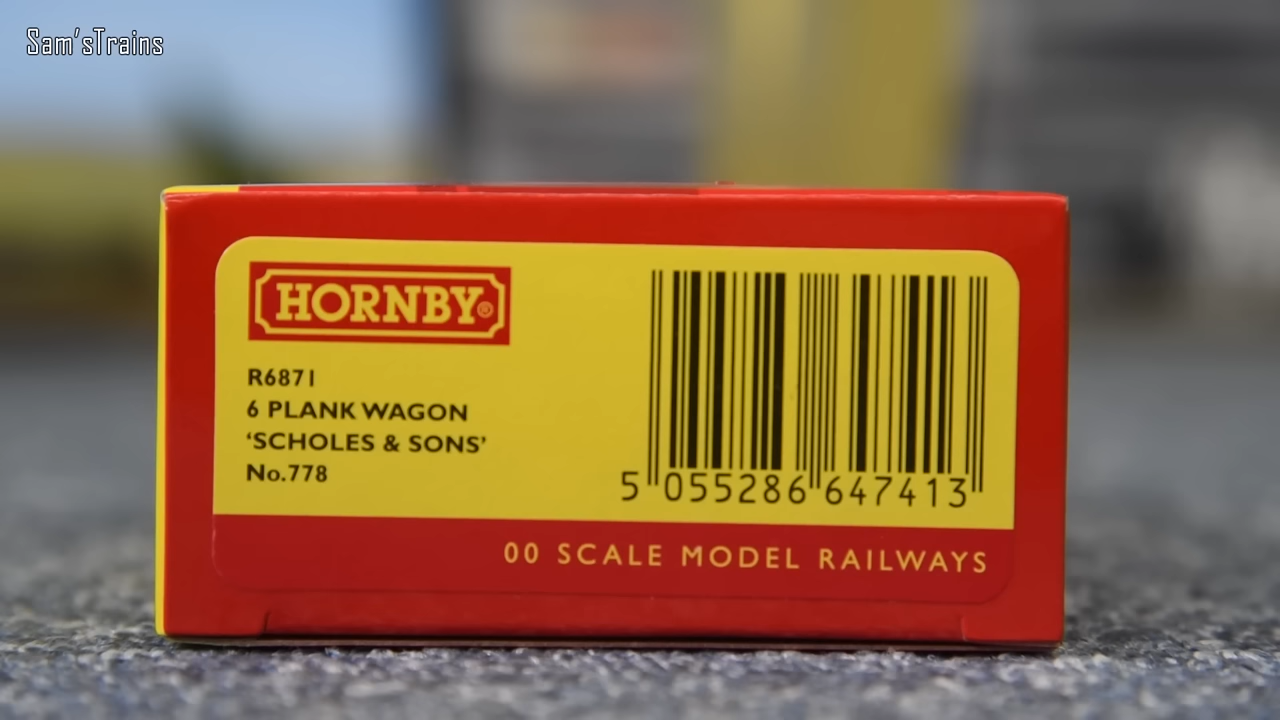 Sam'sTrains
HORNBY®
R6871
6 PLANK WAGON
‘SCHOLES & SONS’
No.778
5 055286 647413
00 SCALE MODEL RAILWAYS